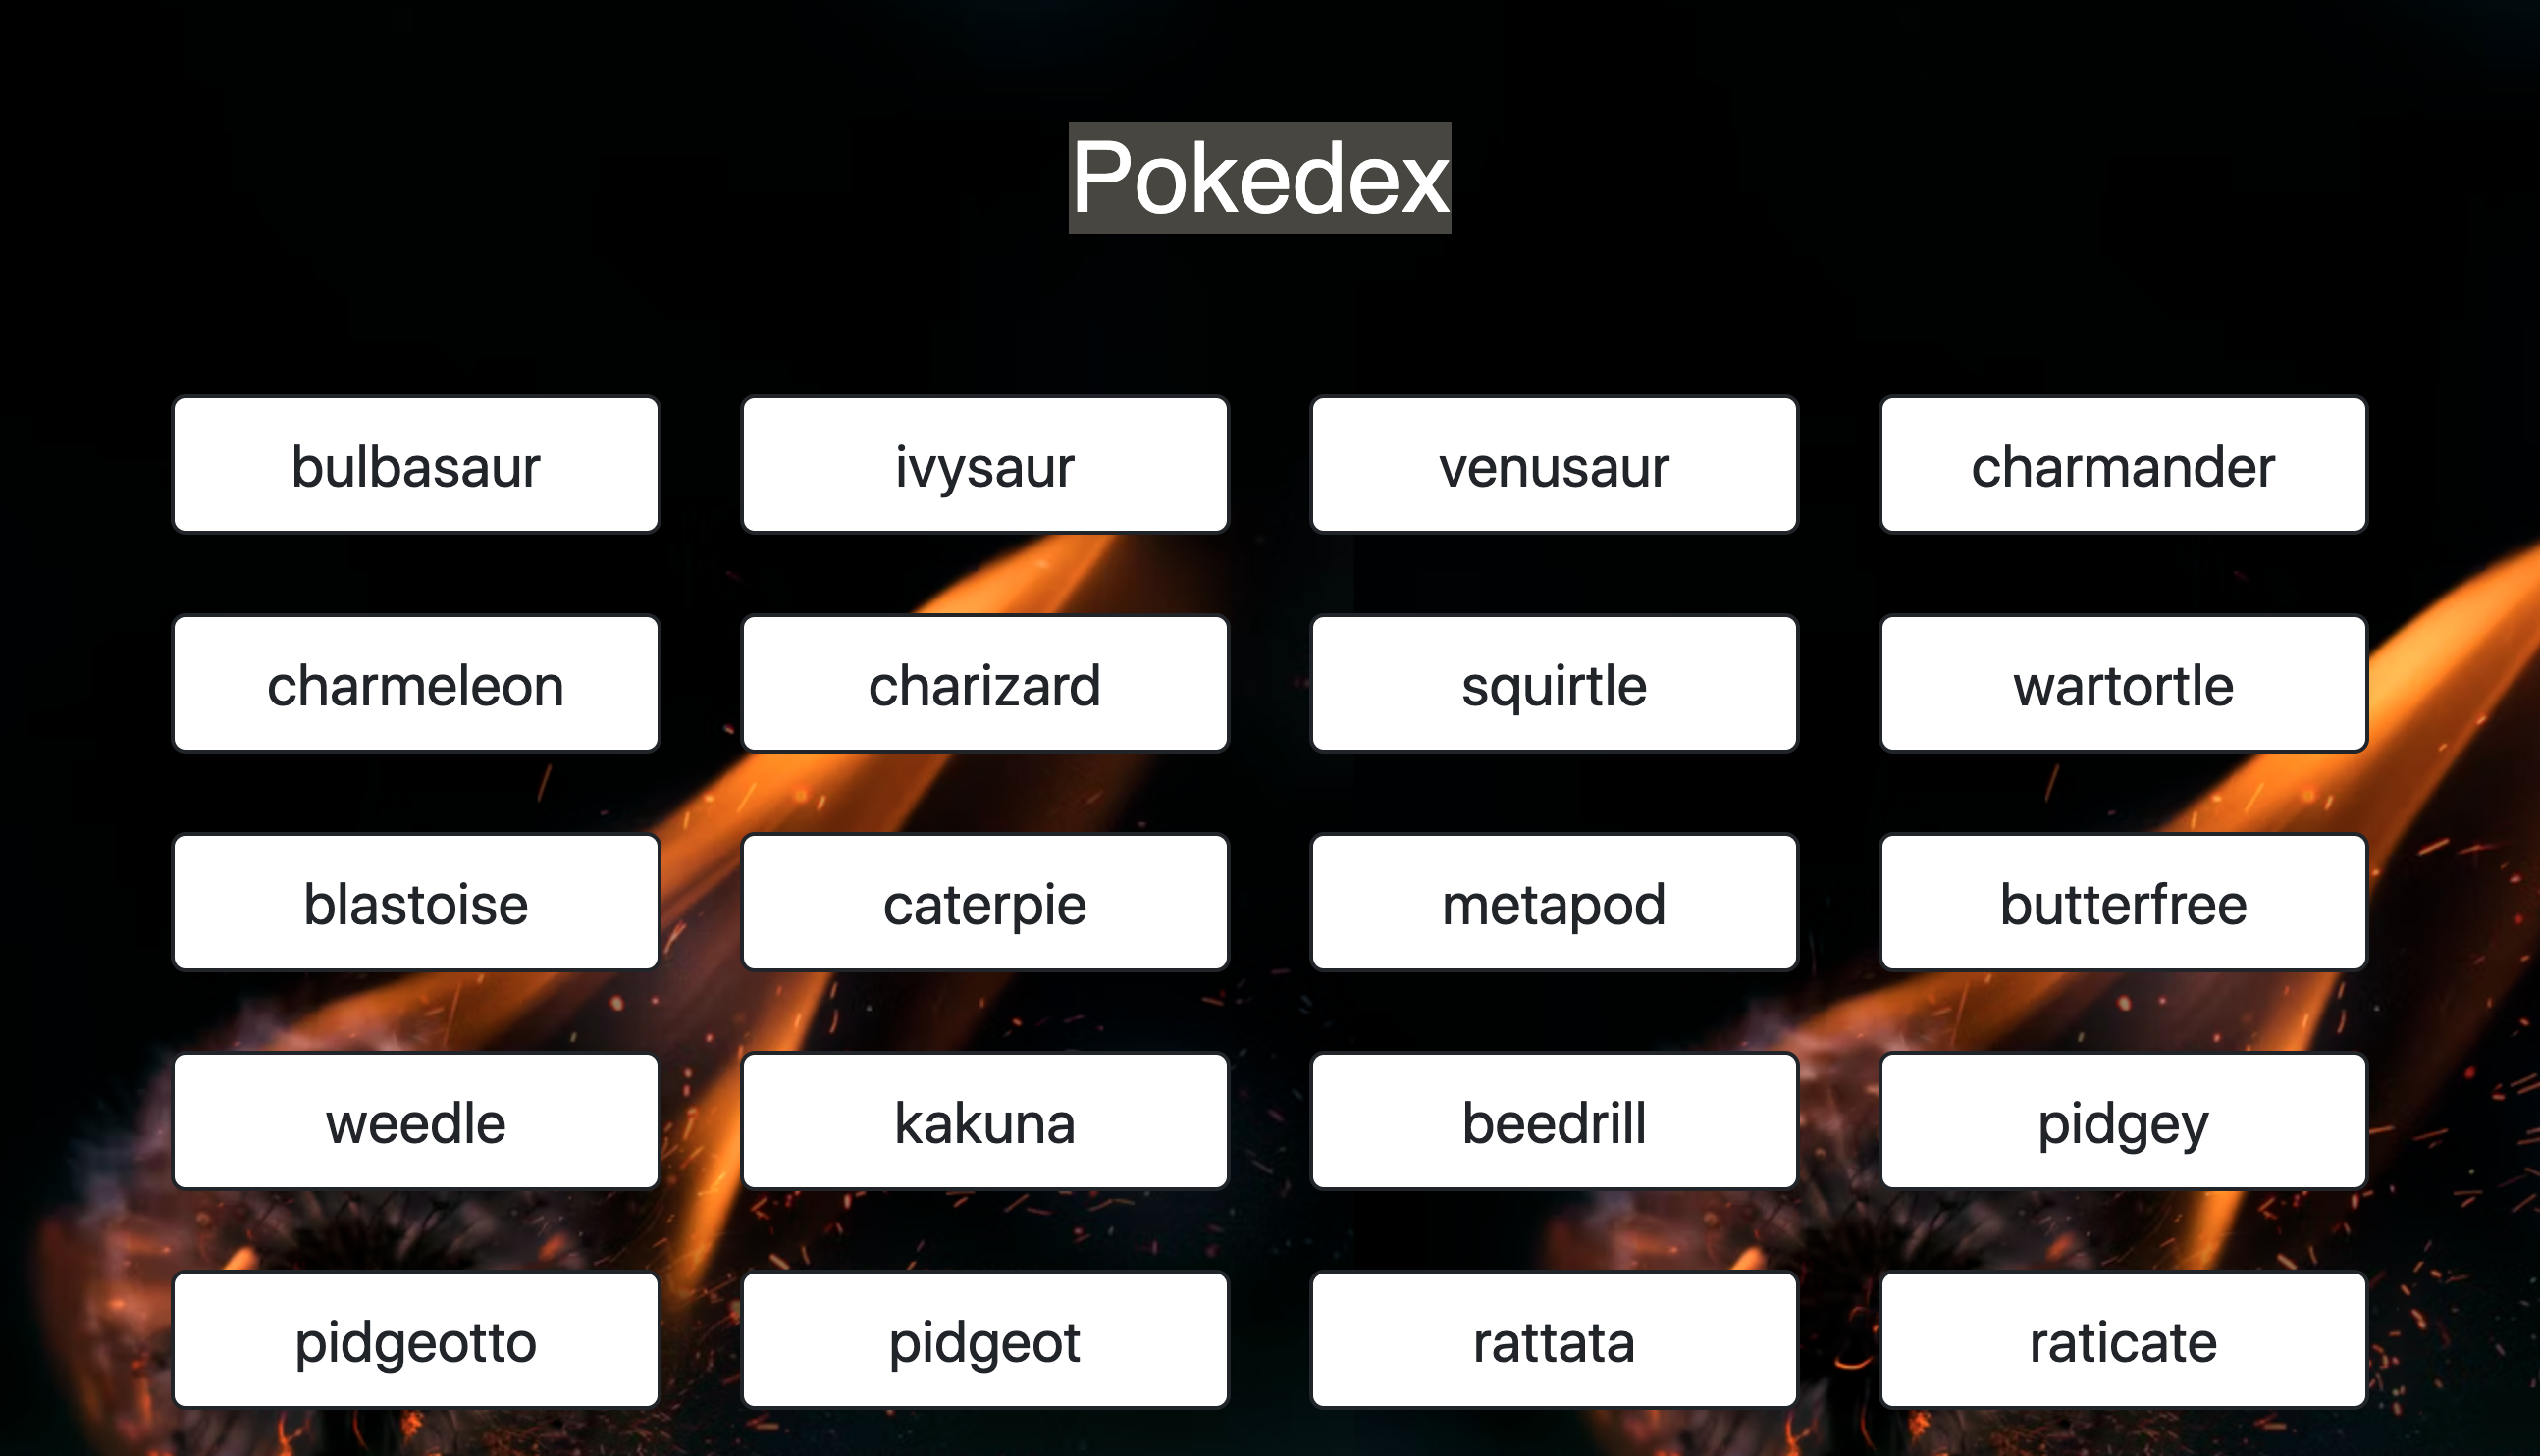 Pokedex
bulbasaur
ivysaur
venusaur
charmander
charmeleon
charizard
squirtle
wartortle
blastoise
caterpie
metapod
butterfree
weedle
kakuna
beedrill
pidgey
pidgeotto
pidgeot
rattata
raticate